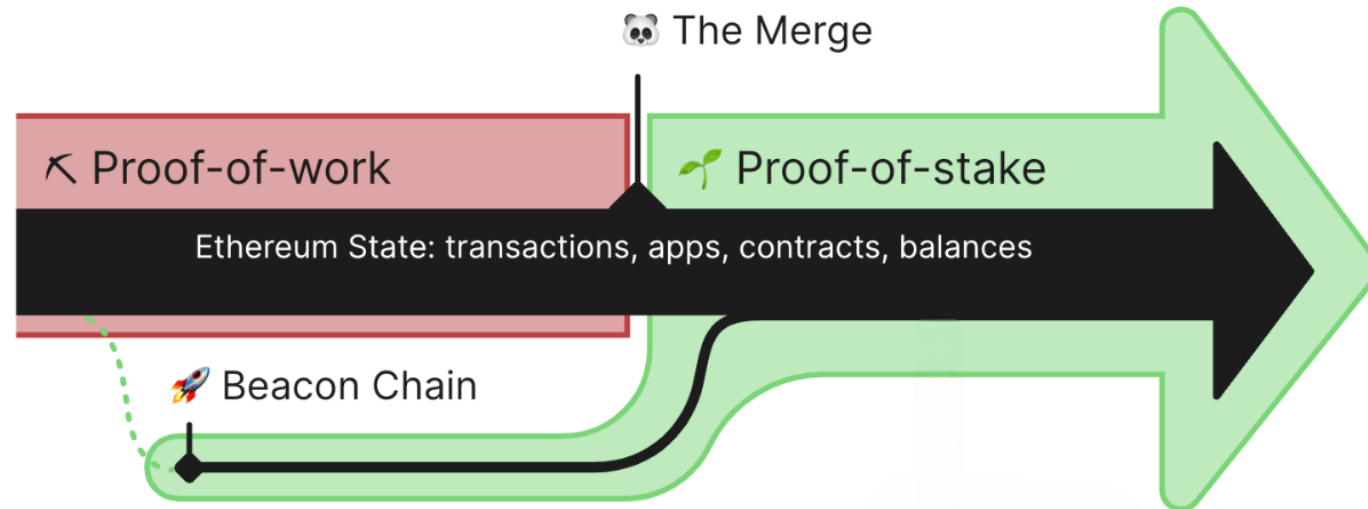 🐼 The Merge
⛏ Proof-of-work
🌱 Proof-of-stake
Ethereum State: transactions, apps, contracts, balances
🚀 Beacon Chain